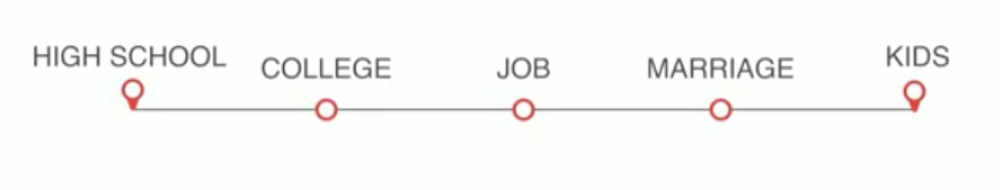 HIGH SCHOOL
COLLEGE
JOB
MARRIAGE
KIDS